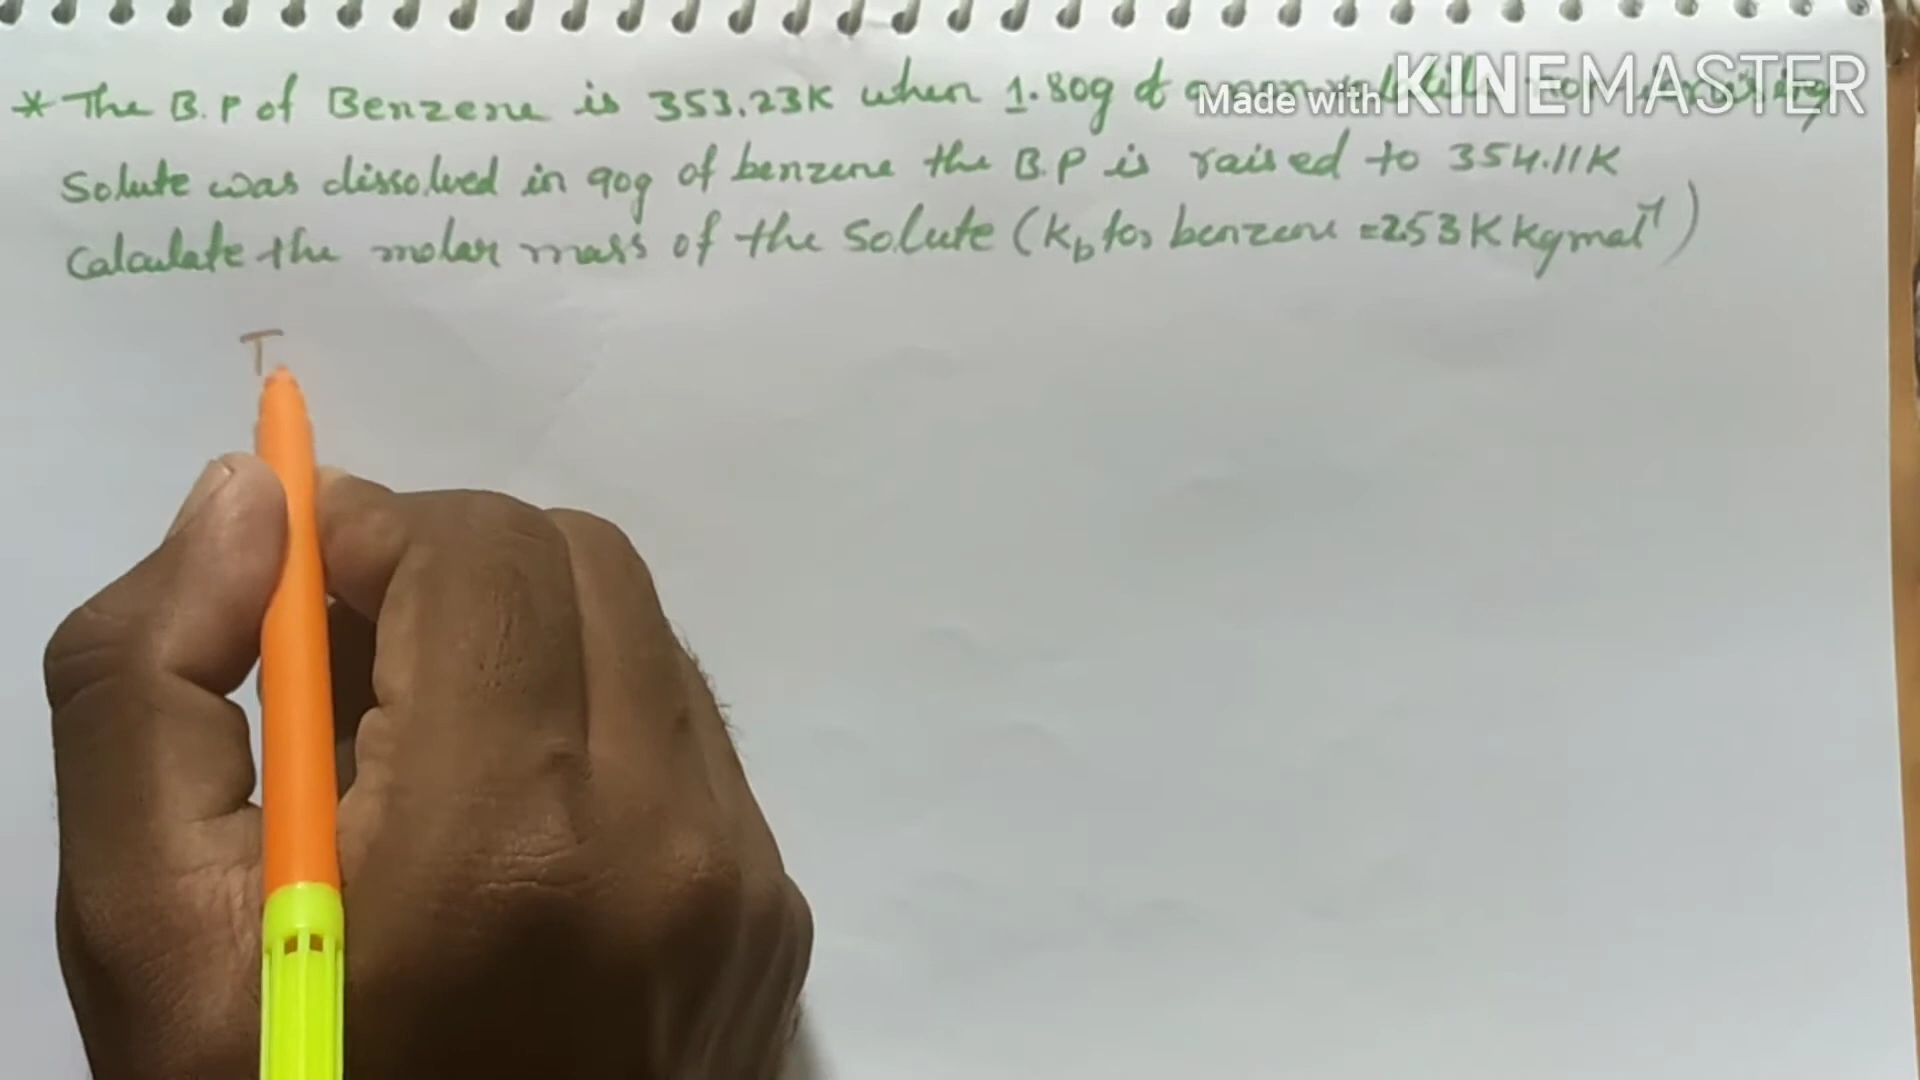 * The B.P of Benzene is 353.23K when 1.80g of
Made with KINEMASTER
Solute was dissolved in 90g of benzene the B.P is raised to 354.11K
Calculate the molar mass of the Solute (Kb for benzene = 2.53 K kg mol⁻¹)
T